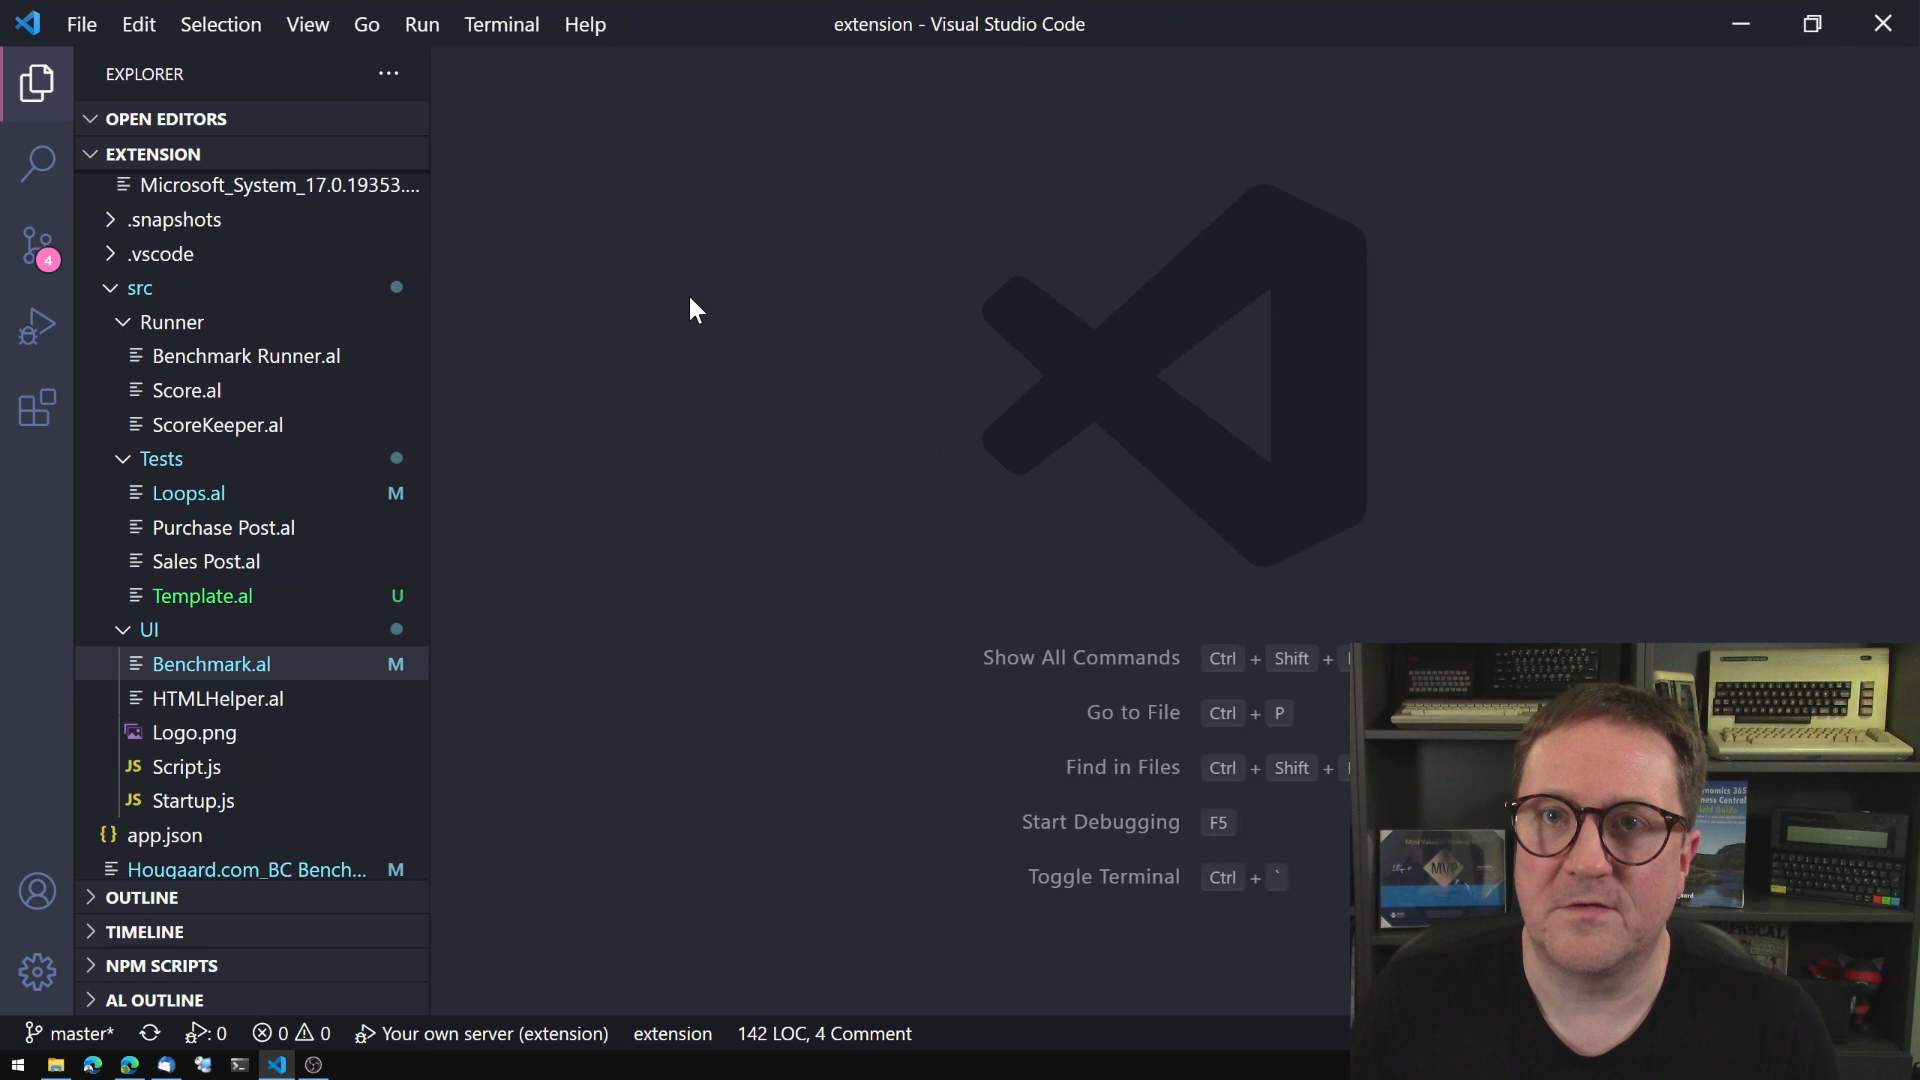 File Edit Selection View Go Run Terminal Help
extension - Visual Studio Code
EXPLORER
OPEN EDITORS
EXTENSION
Microsoft_System_17.0.19353....
.snapshots
.vscode
src
Runner
Benchmark Runner.al
Score.al
ScoreKeeper.al
Tests
Loops.al M
Purchase Post.al
Sales Post.al
Template.al U
UI
Benchmark.al M
HTMLHelper.al
Logo.png
JS Script.js
JS Startup.js
{} app.json
Hougaard.com_BC Bench... M
OUTLINE
TIMELINE
NPM SCRIPTS
AL OUTLINE
4
Show All Commands Ctrl + Shift +
Go to File Ctrl + P
Find in Files Ctrl + Shift +
Start Debugging F5
Toggle Terminal Ctrl + `
MVP
PASCAL
master* 0 0 0 Your own server (extension) extension 142 LOC, 4 Comment